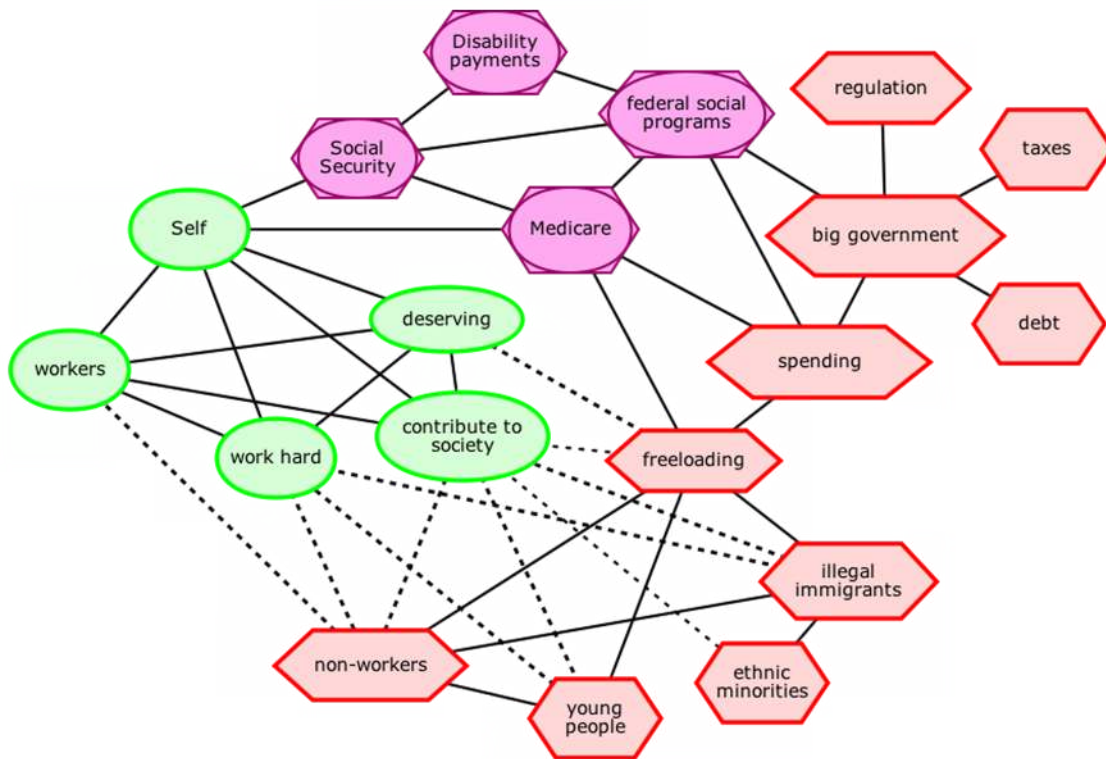 Disability
payments
federal social
programs
regulation
taxes
Social
Security
Self
Medicare
big government
deserving
debt
workers
spending
contribute to
society
work hard
freeloading
illegal
immigrants
non-workers
ethnic
minorities
young
people